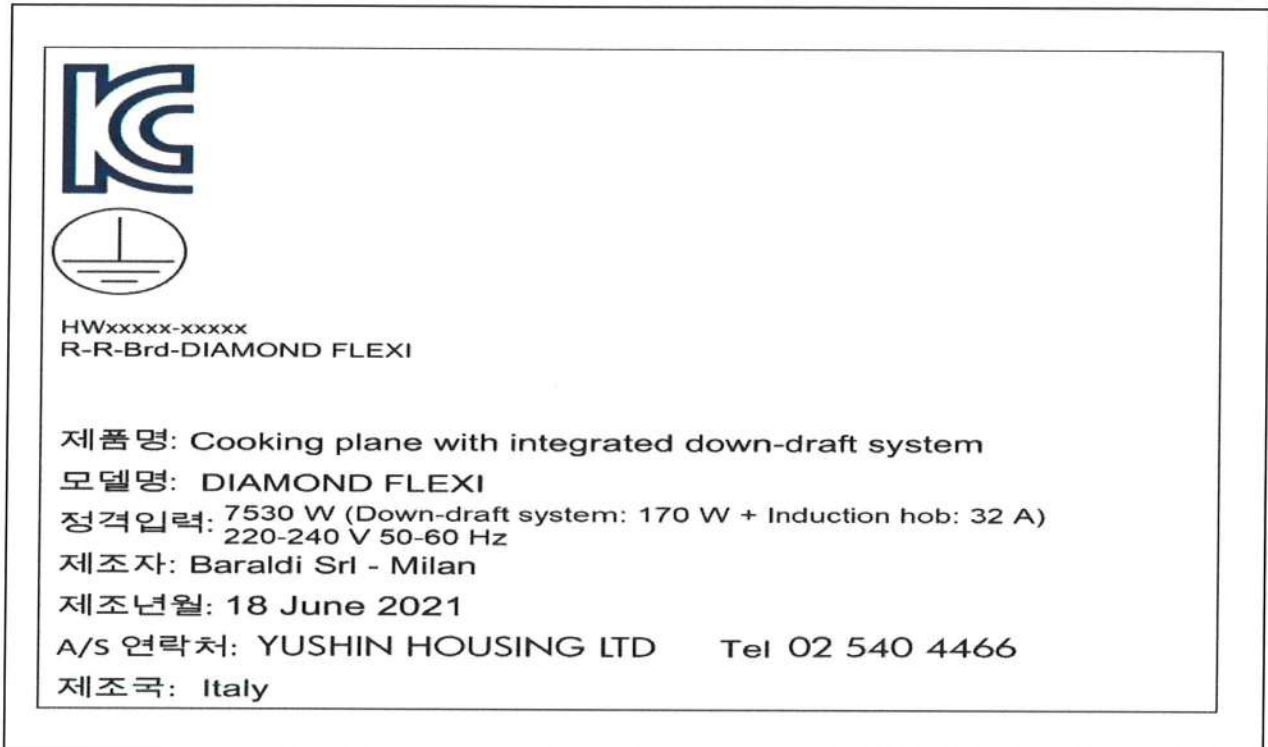 KC
HWxxxxx-xxxxx
R-R-Brd-DIAMOND FLEXI
제품명: Cooking plane with integrated down-draft system
모델명: DIAMOND FLEXI
정격입력: 7530 W (Down-draft system: 170 W + Induction hob: 32 A)
220-240 V 50-60 Hz
제조자: Baraldi Srl - Milan
제조년월: 18 June 2021
A/S 연락처: YUSHIN HOUSING LTD Tel 02 540 4466
제조국: Italy